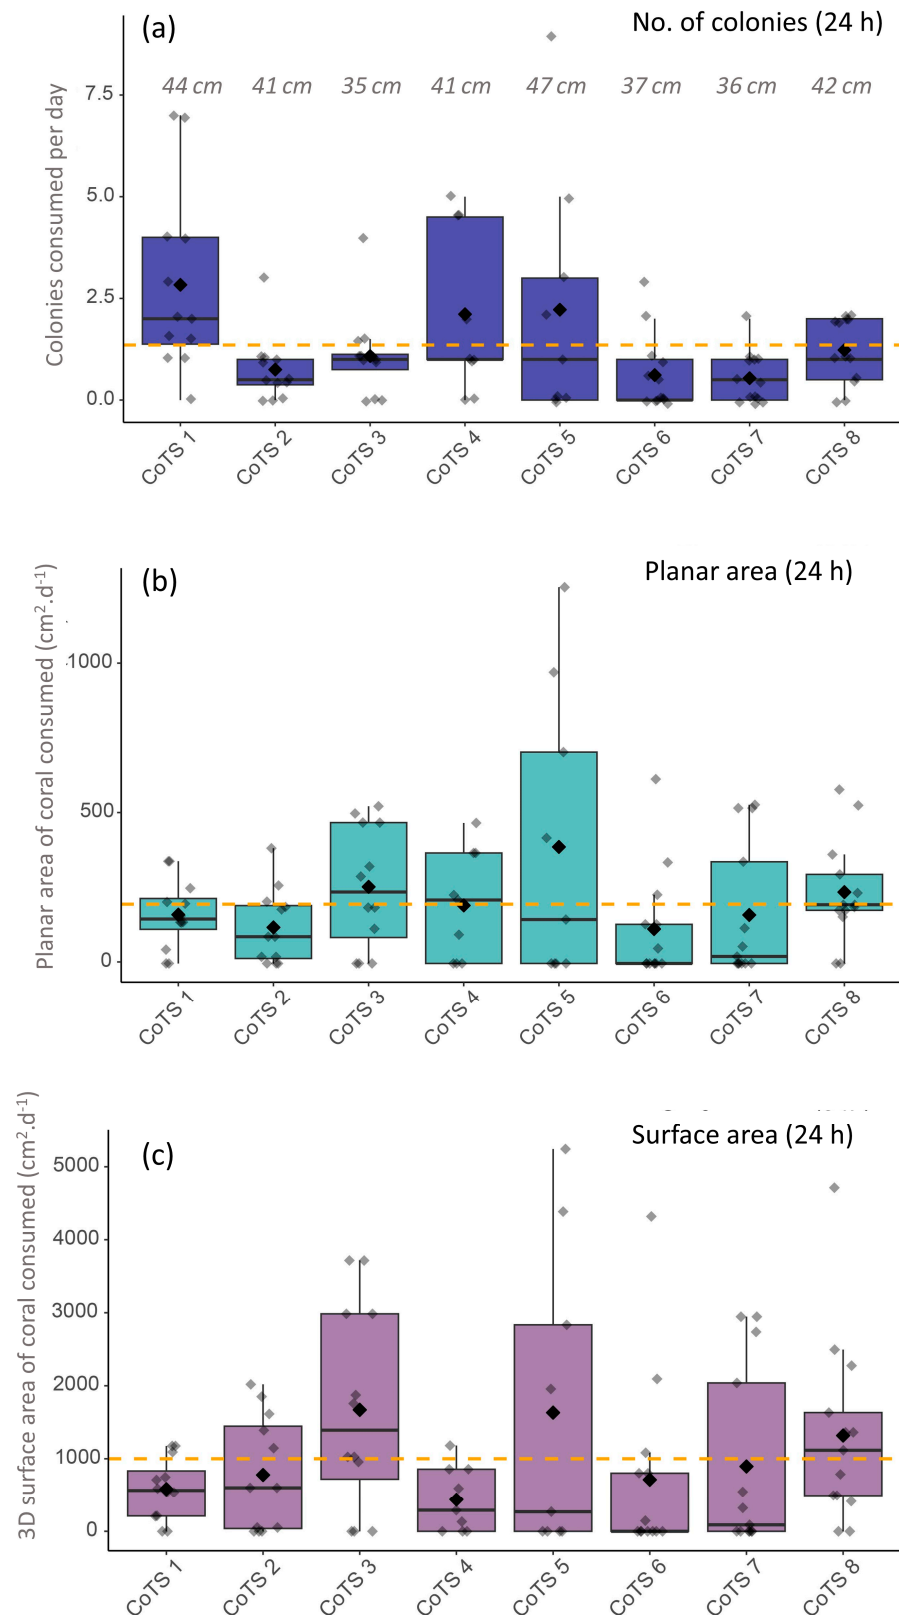 (a)
No. of colonies (24 h)
44 cm 41 cm 35 cm 41 cm 47 cm 37 cm 36 cm 42 cm
Colonies consumed per day
7.5
5.0
2.5
0.0
CoTS 1 CoTS 2 CoTS 3 CoTS 4 CoTS 5 CoTS 6 CoTS 7 CoTS 8
(b)
Planar area (24 h)
Planar area of coral consumed (cm².d⁻¹)
1000
500
0
CoTS 1 CoTS 2 CoTS 3 CoTS 4 CoTS 5 CoTS 6 CoTS 7 CoTS 8
(c)
Surface area (24 h)
3D surface area of coral consumed (cm².d⁻¹)
5000
4000
3000
2000
1000
0
CoTS 1 CoTS 2 CoTS 3 CoTS 4 CoTS 5 CoTS 6 CoTS 7 CoTS 8